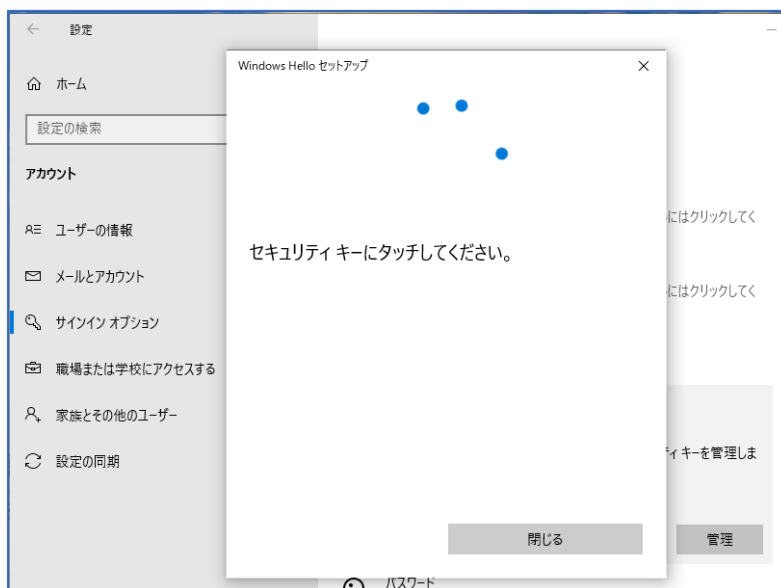 設定
Windows Hello セットアップ
ホーム
設定の検索
アカウント
ユーザーの情報
にはクリックしてく
セキュリティ キーにタッチしてください。
メールとアカウント
にはクリックしてく
サインイン オプション
職場または学校にアクセスする
家族とその他のユーザー
ティ キーを管理しま
設定の同期
閉じる
管理
パスワード